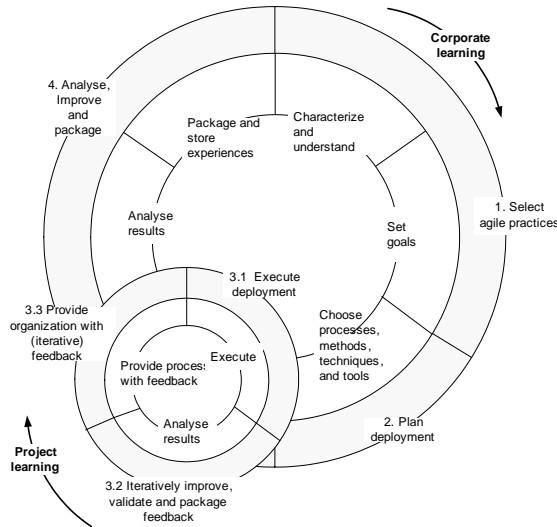 Corporate
learning
4. Analyse,
Improve
and
package
Package and
store
experiences
Characterize
and
understand
1. Select
agile practices
Analyse
results
Set
goals
3.1 Execute
deployment
3.3 Provide
organization with
(iterative)
feedback
Choose
processes,
methods,
techniques,
and tools
Provide process
with feedback
Execute
Analyse
results
2. Plan
deployment
Project
learning
3.2 Iteratively improve,
validate and package
feedback